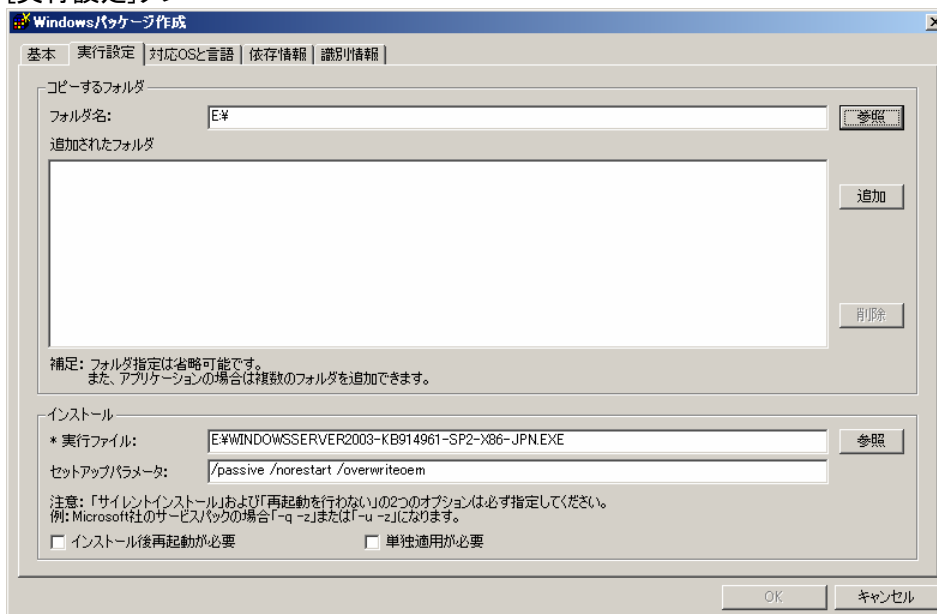 [実行設定]タブ
Windowsパッケージ作成
基本 実行設定 対応OSと言語 依存情報 識別情報
コピーするフォルダ
フォルダ名: E:¥ 参照
追加されたフォルダ
追加
削除
補足: フォルダ指定は省略可能です。
また、アプリケーションの場合は複数のフォルダを追加できます。
インストール
* 実行ファイル: E:¥WINDOWSSERVER2003-KB914961-SP2-X86-JPN.EXE 参照
セットアップパラメータ: /passive /norestart /overwriteoem
注意: 「サイレントインストール」および「再起動を行わない」の2つのオプションは必ず指定してください。
例: Microsoft社のサービスパックの場合「-q -z」または「-u -z」になります。
インストール後再起動が必要 単独適用が必要
OK キャンセル